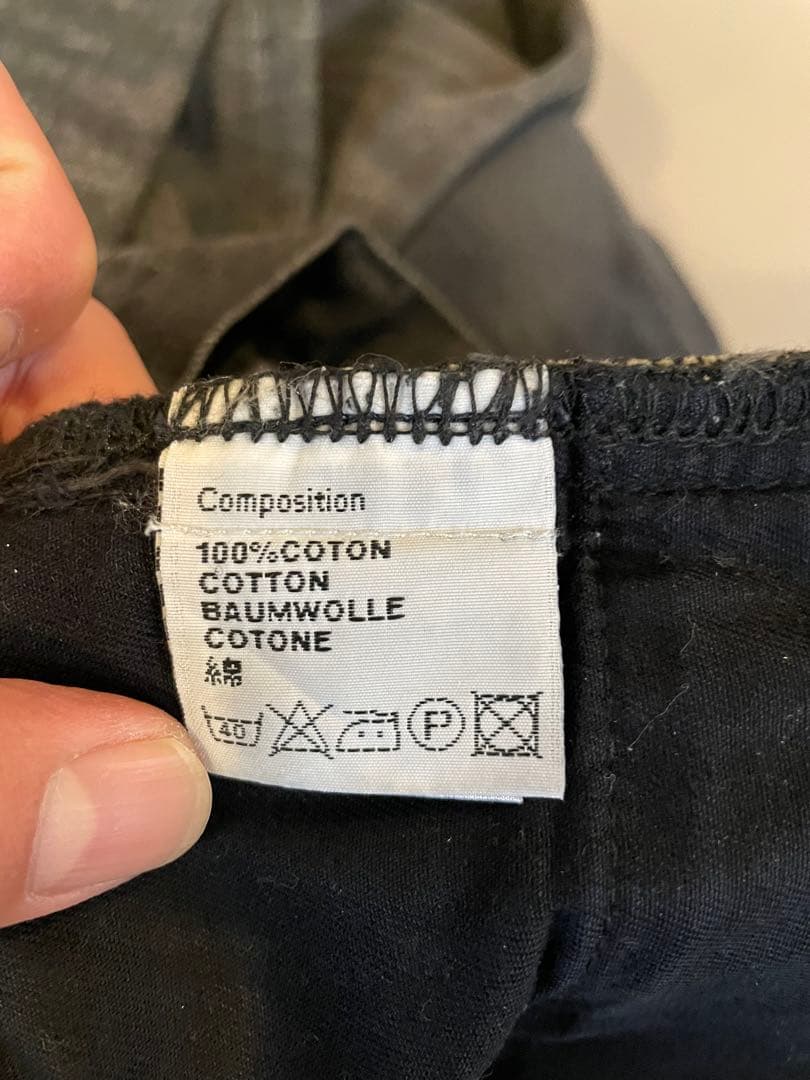 Composition
100%COTON
COTTON
BAUMWOLLE
COTONE
綿
40 P